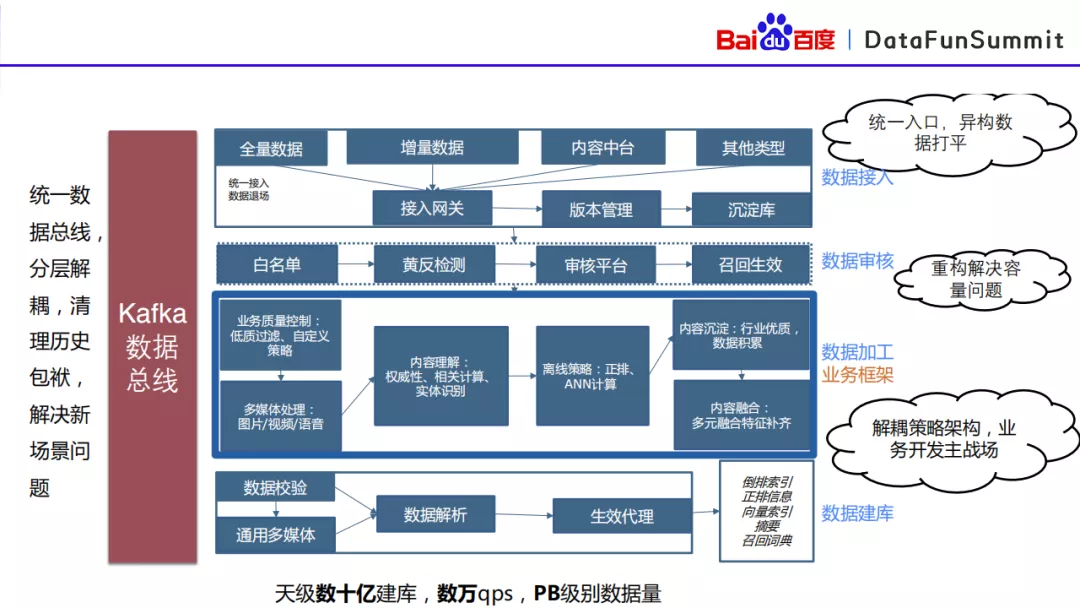 Baidu百度 | DataFunSummit
统一数
据总线，
分层解
耦，清
理历史
包袱，
解决新
场景问
题
Kafka
数据
总线
全量数据
增量数据
内容中台
其他类型
统一接入
数据退场
接入网关
版本管理
沉淀库
统一入口，异构数
据打平
数据接入
白名单
黄反检测
审核平台
召回生效
数据审核
重构解决容
量问题
业务质量控制：
低质过滤、自定义
策略
多媒体处理：
图片/视频/语音
内容理解：
权威性、相关计算、
实体识别
离线策略：正排、
ANN计算
内容沉淀：行业优质，
数据积累
内容融合：
多元融合特征补齐
数据加工
业务框架
解耦策略架构，业
务开发主战场
数据校验
通用多媒体
数据解析
生效代理
倒排索引
正排信息
向量索引
摘要
召回词典
数据建库
天级数十亿建库，数万qps，PB级别数据量